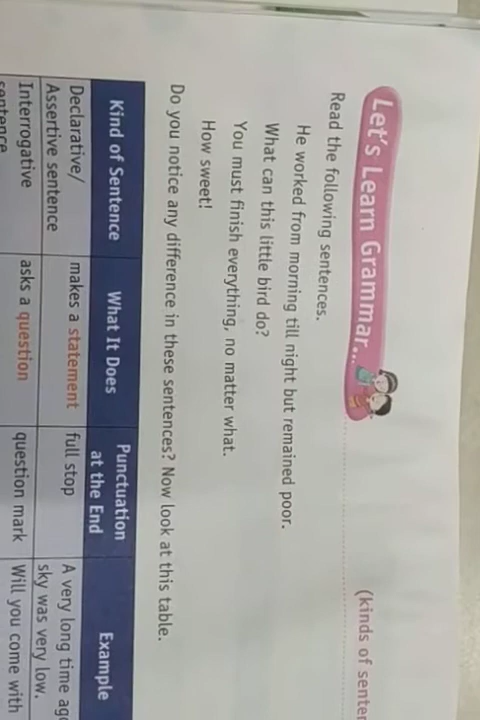 Let's Learn Grammar...
(kinds of
Read the following sentences.
He worked from morning till night but remained poor.
What can this little bird do?
You must finish everything, no matter what.
How sweet!
Do you notice any difference in these sentences? Now look at this table.
Kind of Sentence What It Does Punctuation at the End Example
Declarative/ makes a statement full stop A very long time ago
Assertive sentence sky was very low.
Interrogative asks a question question mark Will you come with
sentence